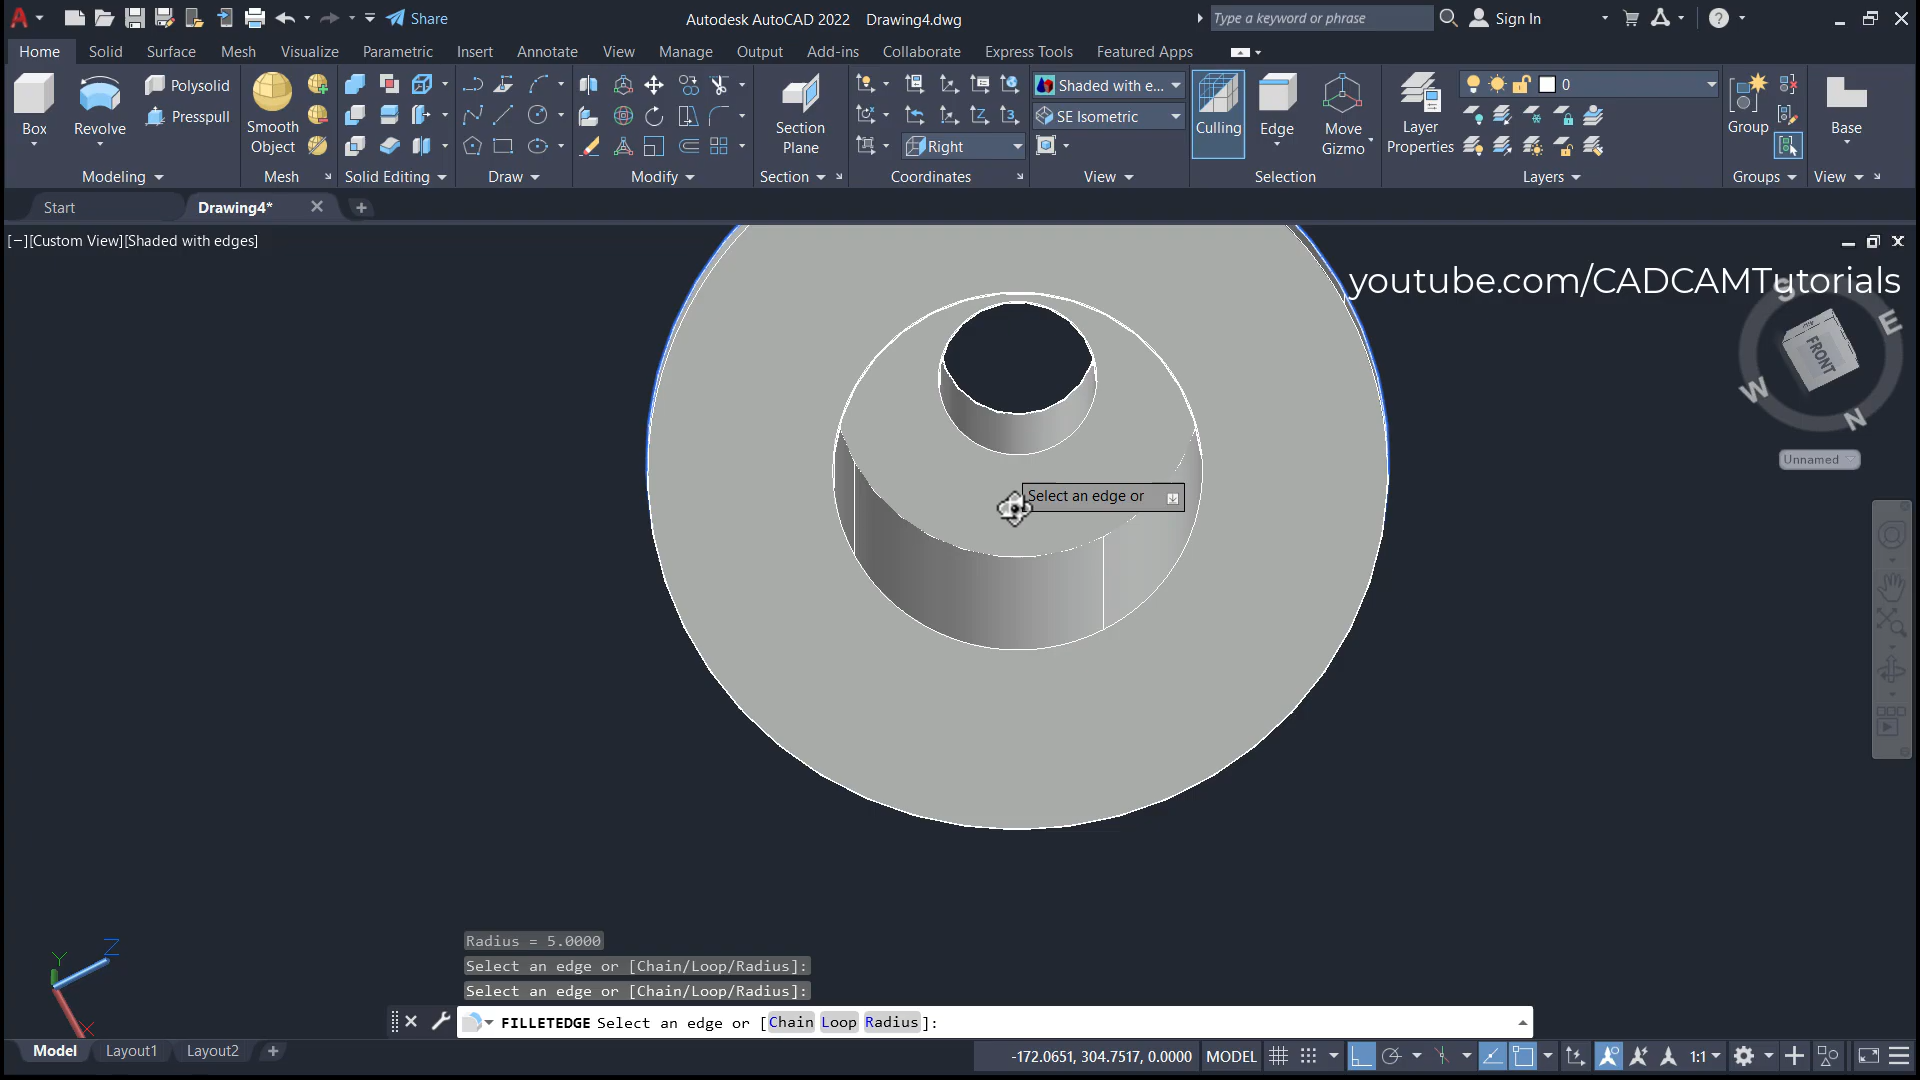 Share
Autodesk AutoCAD 2022 Drawing4.dwg
Type a keyword or phrase
Sign In
Home Solid Surface Mesh Visualize Parametric Insert Annotate View Manage Output Add-ins Collaborate Express Tools Featured Apps
Box
Revolve
Polysolid
Presspull
Smooth
Object
Section
Plane
Shaded with e...
SE Isometric
Right
Culling
Edge
Move
Gizmo
Layer
Properties
0
Group
Base
Modeling Mesh Solid Editing Draw Modify Section Coordinates View Selection Layers Groups View
Start
Drawing4*
[−][Custom View][Shaded with edges]
youtube.com/CADCAMTutorials
S
E
FRONT
W
N
Unnamed
Select an edge or
Y
Z
X
Radius = 5.0000
Select an edge or [Chain/Loop/Radius]:
Select an edge or [Chain/Loop/Radius]:
FILLETEDGE Select an edge or [Chain Loop Radius]:
Model Layout1 Layout2
-172.0651, 304.7517, 0.0000 MODEL
1:1